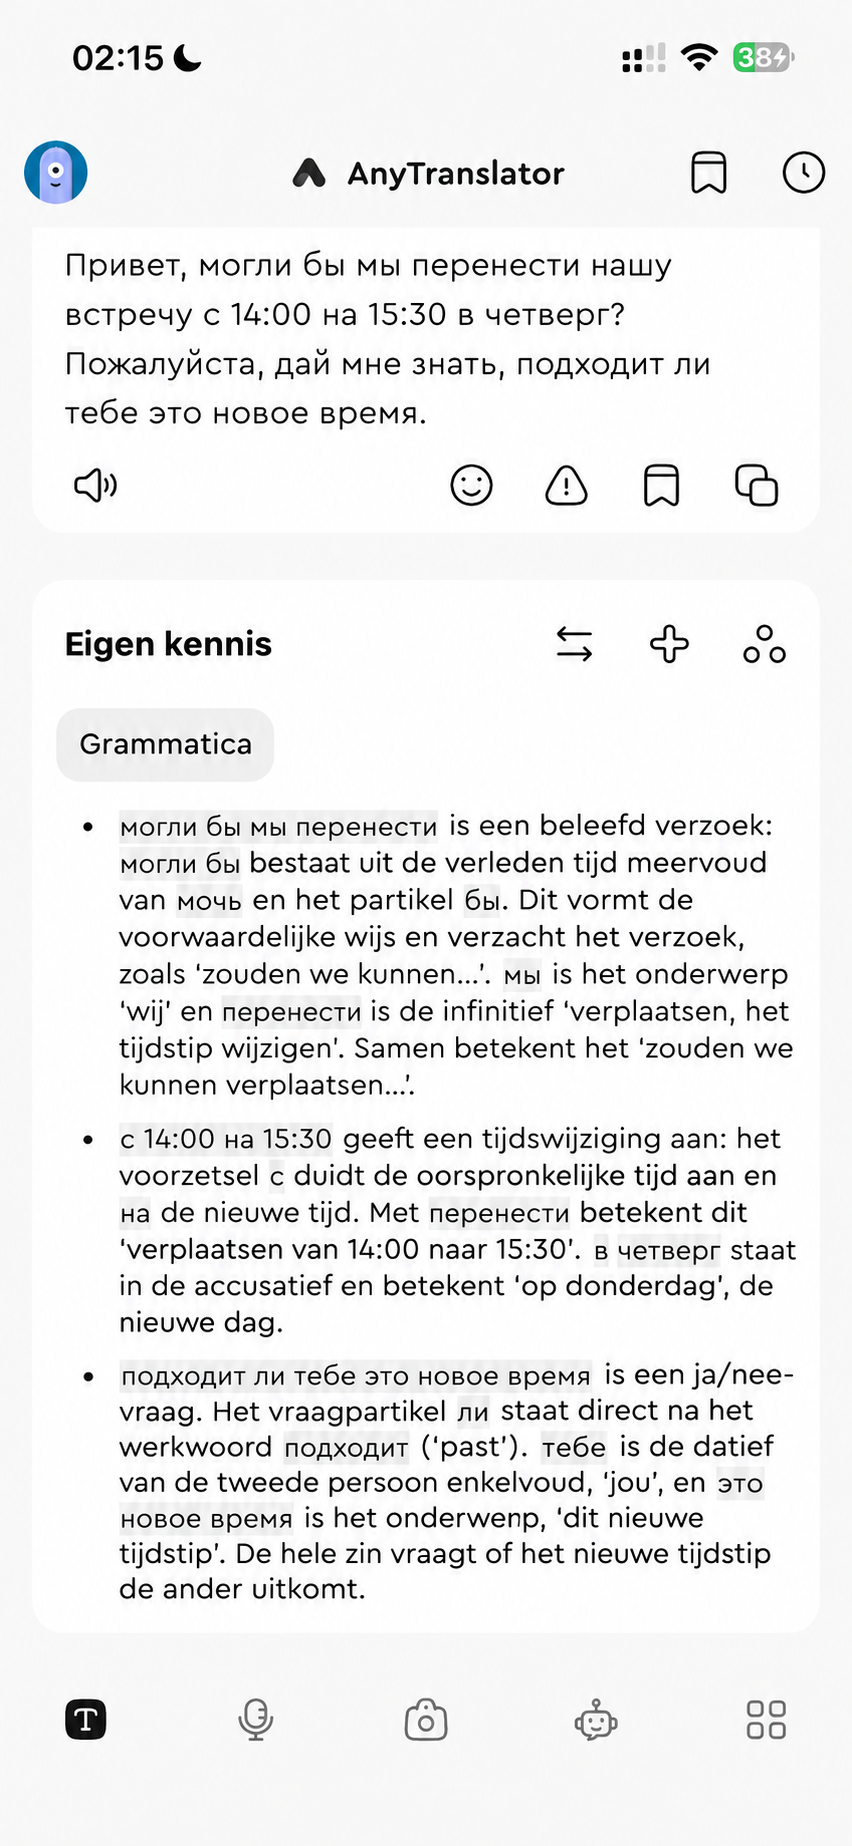 02:15
38
AnyTranslator
Привет, могли бы мы перенести нашу
встречу с 14:00 на 15:30 в четверг?
Пожалуйста, дай мне знать, подходит ли
тебе это новое время.
Eigen kennis
Grammatica
• могли бы мы перенести is een beleefd verzoek:
могли бы bestaat uit de verleden tijd meervoud
van мочь en het partikel бы. Dit vormt de
voorwaardelijke wijs en verzacht het verzoek,
zoals ‘zouden we kunnen...’. мы is het onderwerp
‘wij’ en перенести is de infinitief ‘verplaatsen, het
tijdstip wijzigen’. Samen betekent het ‘zouden we
kunnen verplaatsen...’.
• с 14:00 на 15:30 geeft een tijdswijziging aan: het
voorzetsel с duidt de oorspronkelijke tijd aan en
на de nieuwe tijd. Met перенести betekent dit
‘verplaatsen van 14:00 naar 15:30’. в четверг staat
in de accusatief en betekent ‘op donderdag’, de
nieuwe dag.
• подходит ли тебе это новое время is een ja/nee-
vraag. Het vraagpartikel ли staat direct na het
werkwoord подходит (‘past’). тебе is de datief
van de tweede persoon enkelvoud, ‘jou’, en это
новое время is het onderwerp, ‘dit nieuwe
tijdstip’. De hele zin vraagt of het nieuwe tijdstip
de ander uitkomt.
T